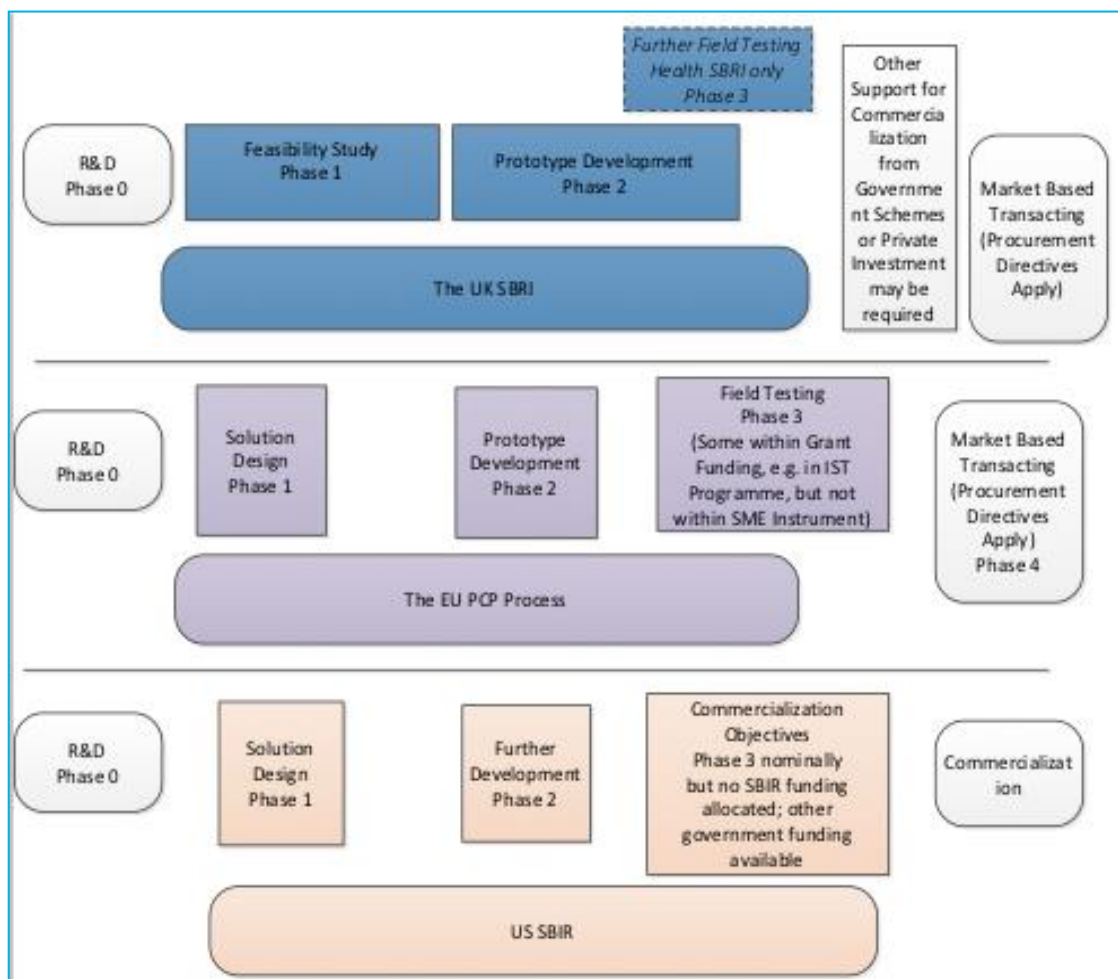 Further Field Testing
Health SBRI only
Phase 3
R&D
Phase 0
Feasibility Study
Phase 1
Prototype Development
Phase 2
The UK SBRI
Other
Support for
Commercia
lization
from
Governme
nt Schemes
or Private
Investment
may be
required
Market Based
Transacting
(Procurement
Directives
Apply)
R&D
Phase 0
Solution
Design
Phase 1
Prototype
Development
Phase 2
Field Testing
Phase 3
(Some within Grant
Funding, e.g. in IST
Programme, but not
within SME Instrument)
The EU PCP Process
Market Based
Transacting
(Procurement
Directives
Apply)
Phase 4
R&D
Phase 0
Solution
Design
Phase 1
Further
Development
Phase 2
Commercialization
Objectives
Phase 3 nominally
but no SBIR funding
allocated; other
government funding
available
Commercializat
ion
US SBIR